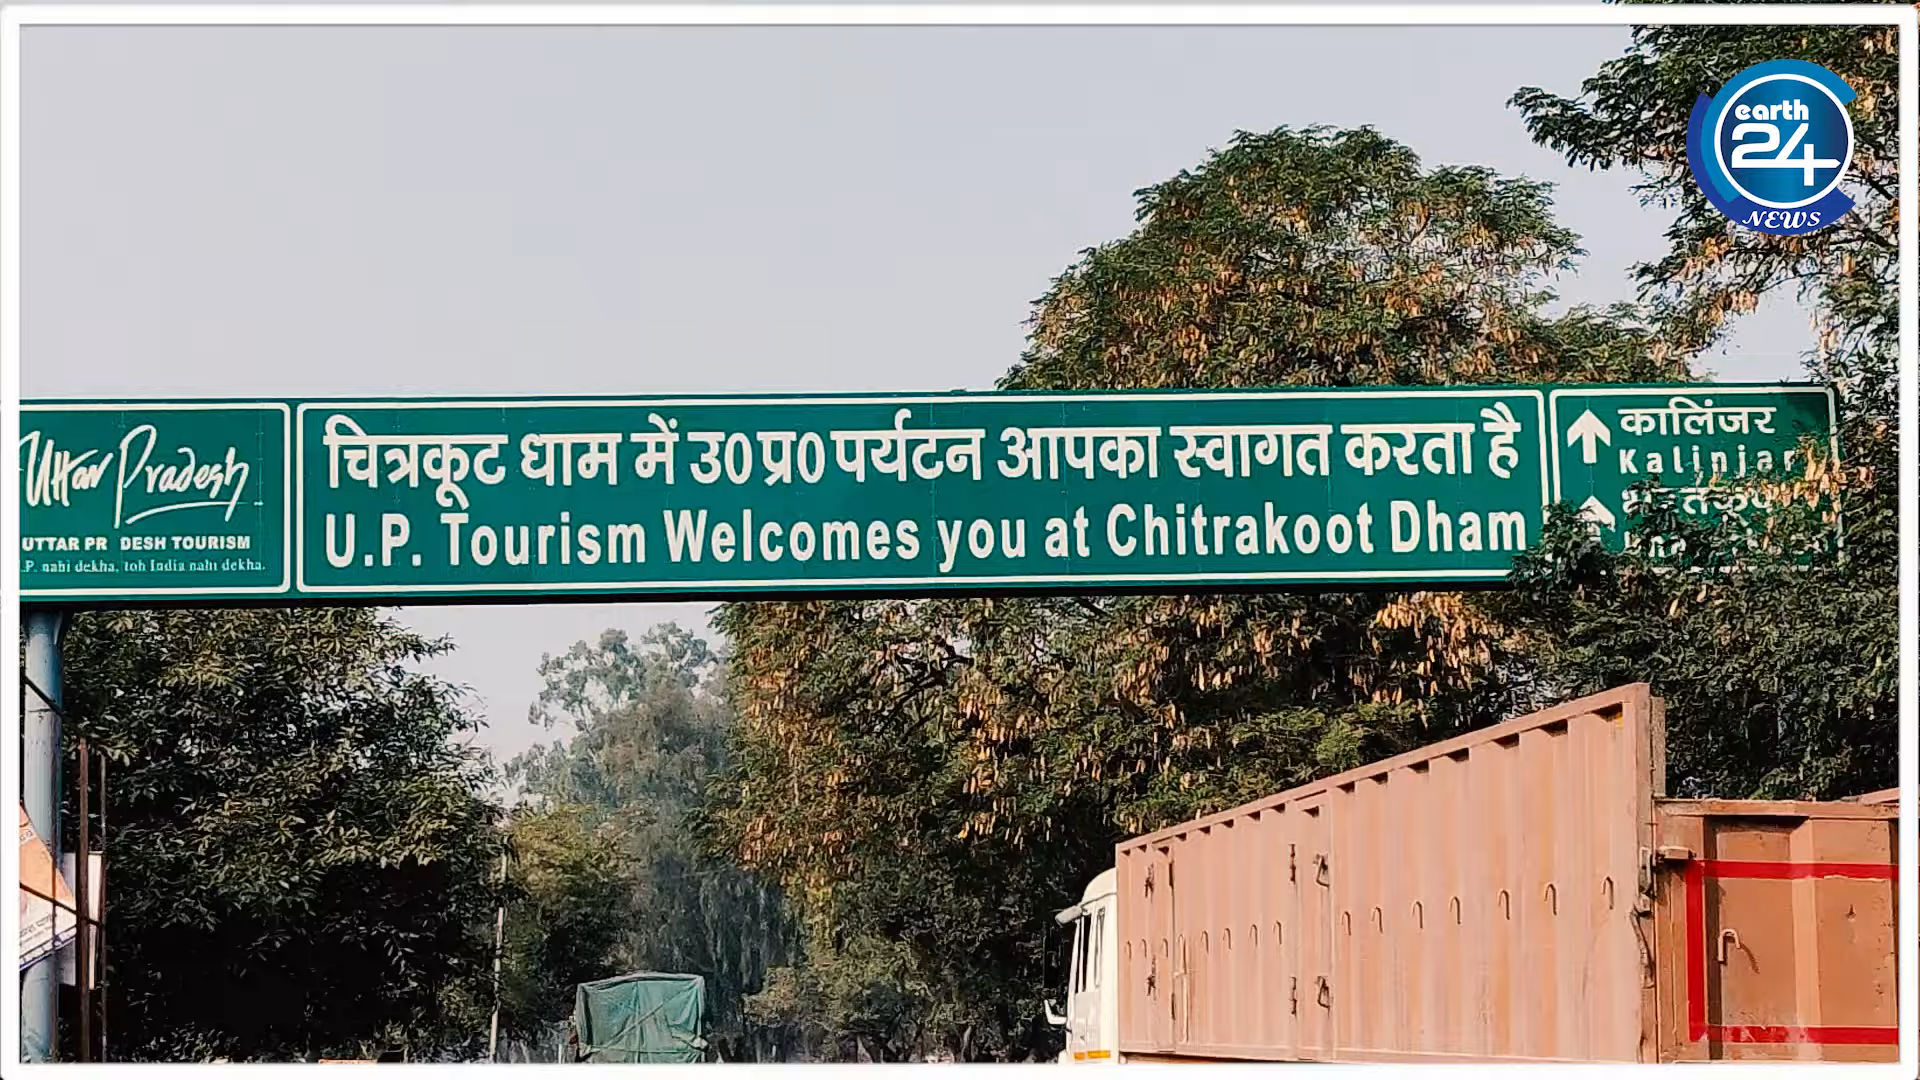 earth
24
NEWS
Uttar Pradesh
UTTAR PR DESH TOURISM
.P. nahi dekha, toh India nahi dekha.
चित्रकूट धाम में उ0 प्र0 पर्यटन आपका स्वागत करता है
U.P. Tourism Welcomes you at Chitrakoot Dham
कालिंजर
Kalinjar